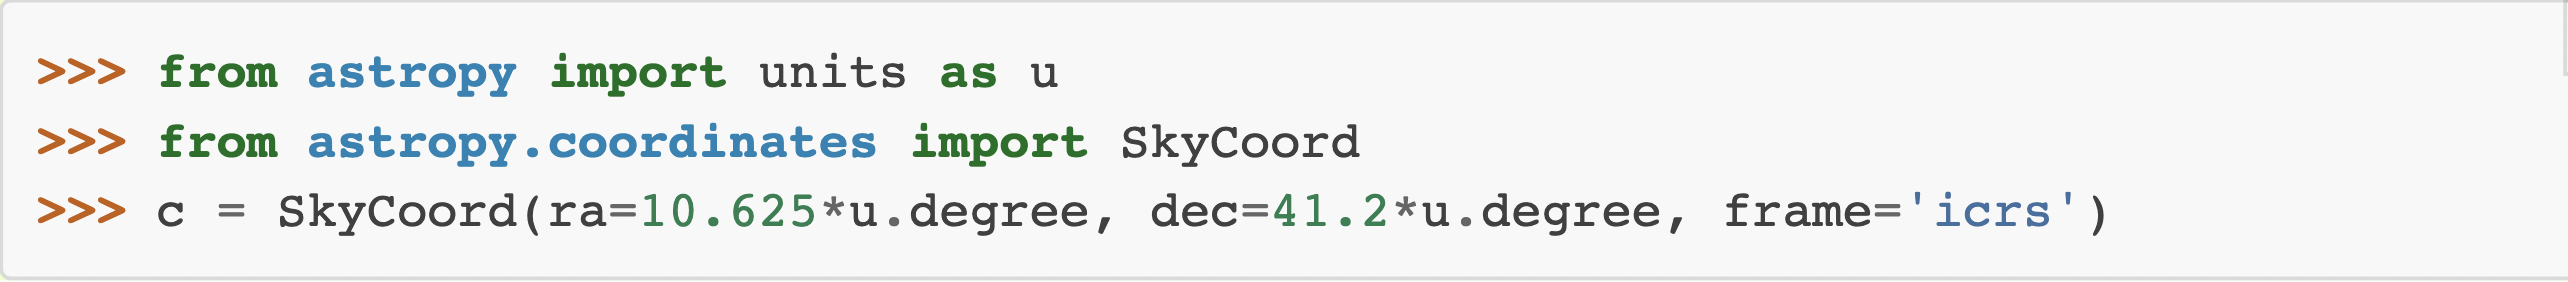 >>> from astropy import units as u
>>> from astropy.coordinates import SkyCoord
>>> c = SkyCoord(ra=10.625*u.degree, dec=41.2*u.degree, frame='icrs')